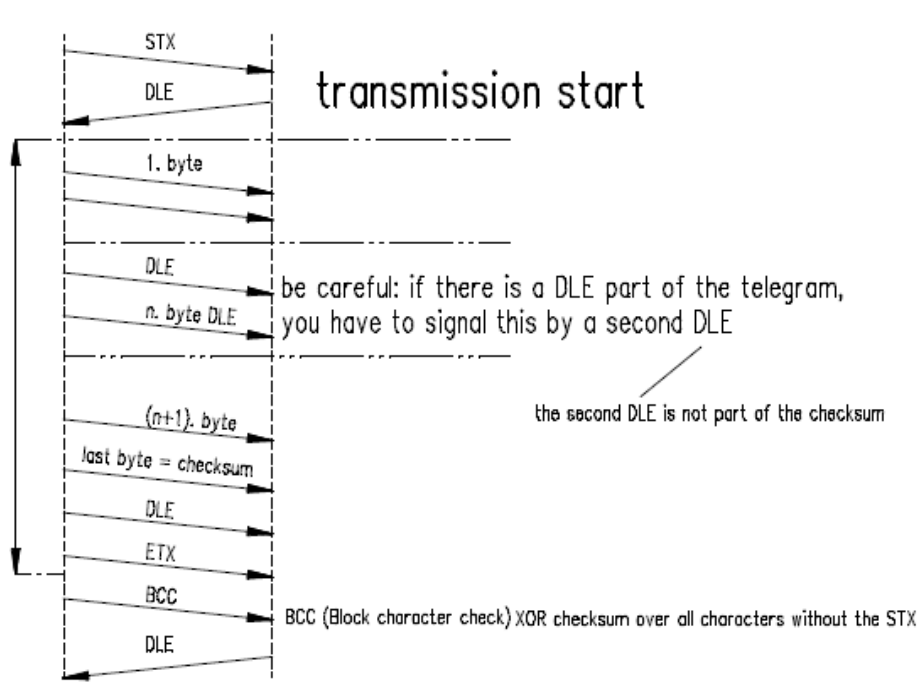 STX
DLE
transmission start
1. byte
DLE
be careful: if there is a DLE part of the telegram,
n. byte DLE
you have to signal this by a second DLE
the second DLE is not part of the checksum
(n+1). byte
last byte = checksum
DLE
ETX
BCC
BCC (Block character check) XOR checksum over all characters without the STX
DLE